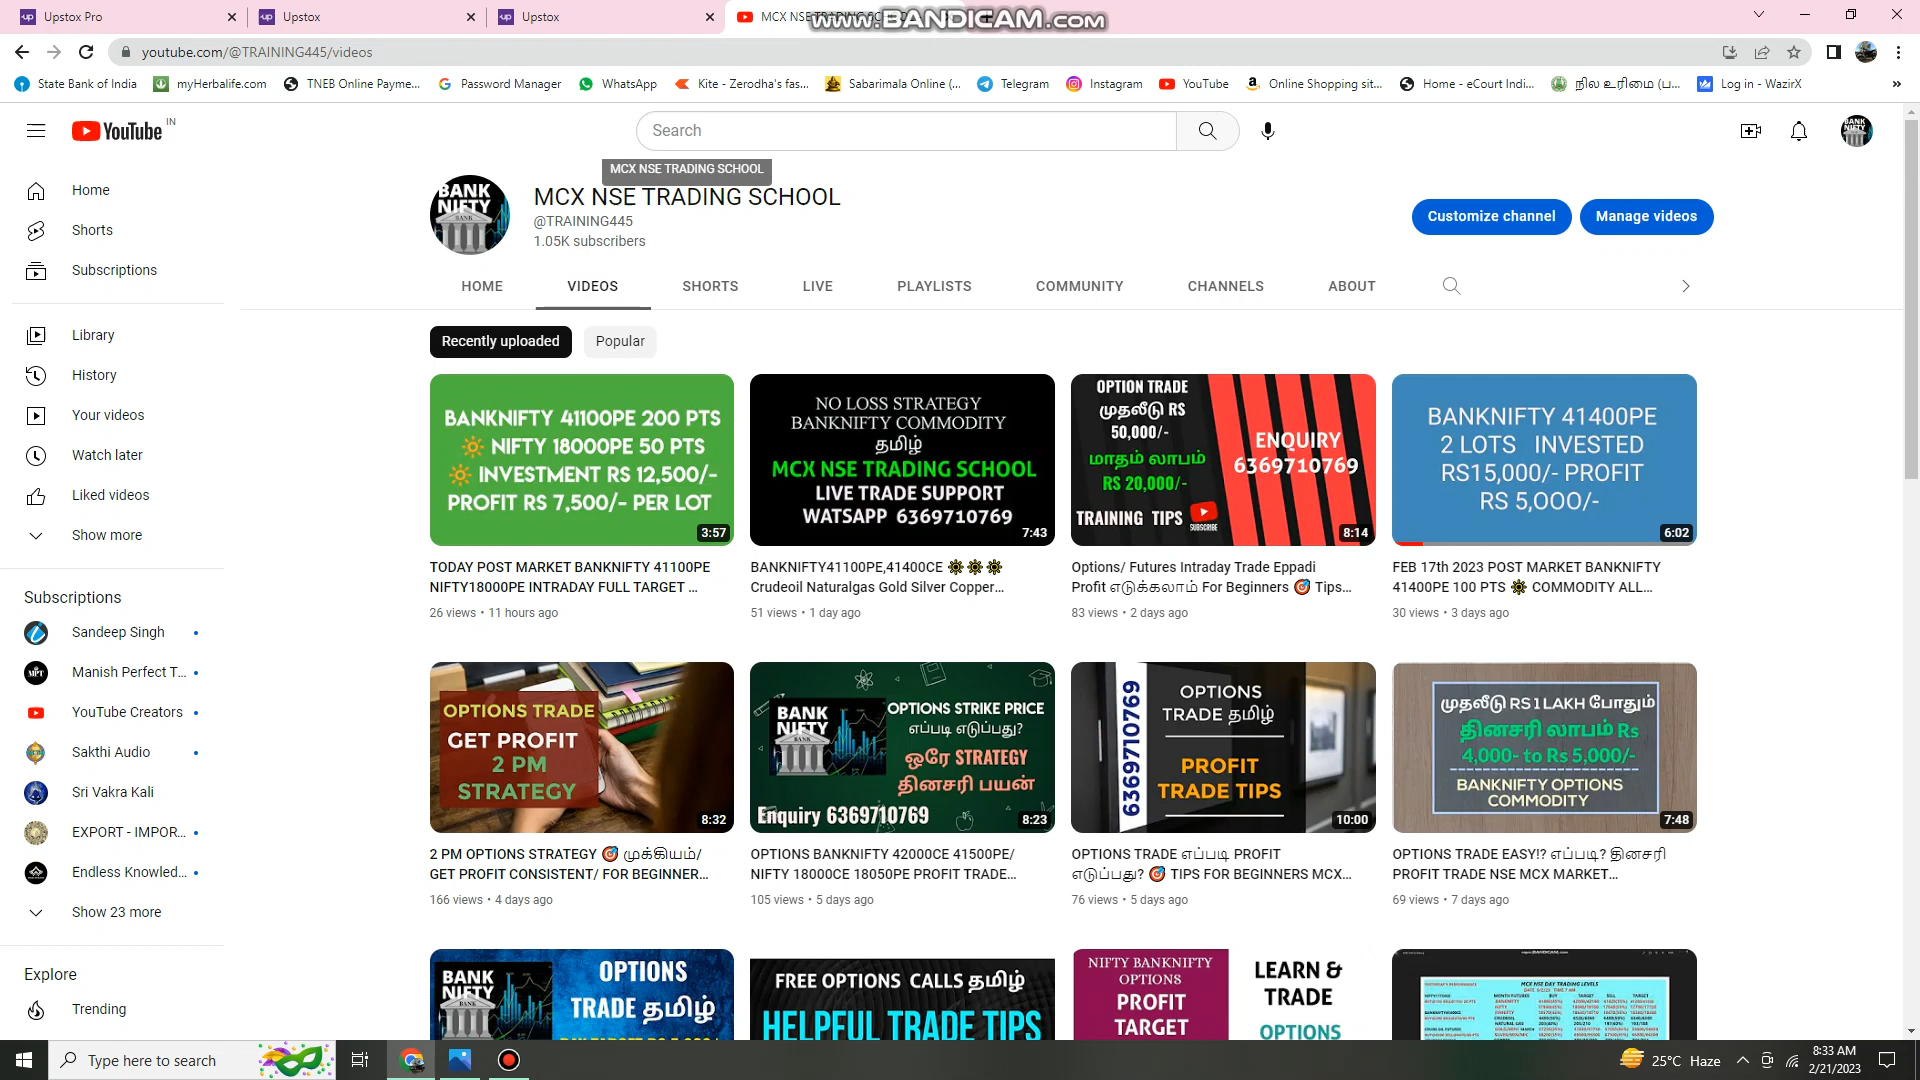 Upstox Pro
Upstox
Upstox
MCX NSE TRADING
www.BANDICAM.com
youtube.com/@TRAINING445/videos
State Bank of India
myHerbalife.com
TNEB Online Payme...
Password Manager
WhatsApp
Kite - Zerodha's fas...
Sabarimala Online (...
Telegram
Instagram
YouTube
Online Shopping sit...
Home - eCourt Indi...
நில உரிமை (ப...
Log in - WazirX
YouTube IN
Search
MCX NSE TRADING SCHOOL
BANK NIFTY
BANK
MCX NSE TRADING SCHOOL
@TRAINING445
1.05K subscribers
Customize channel
Manage videos
HOME
VIDEOS
SHORTS
LIVE
PLAYLISTS
COMMUNITY
CHANNELS
ABOUT
Home
Shorts
Subscriptions
Library
History
Your videos
Watch later
Liked videos
Show more
Subscriptions
Sandeep Singh
Manish Perfect T...
YouTube Creators
Sakthi Audio
Sri Vakra Kali
EXPORT - IMPOR...
Endless Knowled...
Show 23 more
Explore
Trending
Recently uploaded
Popular
BANKNIFTY 41100PE 200 PTS
NIFTY 18000PE 50 PTS
INVESTMENT RS 12,500/-
PROFIT RS 7,500/- PER LOT
3:57
TODAY POST MARKET BANKNIFTY 41100PE
NIFTY18000PE INTRADAY FULL TARGET ...
26 views • 11 hours ago
NO LOSS STRATEGY
BANKNIFTY COMMODITY
தமிழ்
MCX NSE TRADING SCHOOL
LIVE TRADE SUPPORT
WATSAPP 6369710769
7:43
BANKNIFTY41100PE,41400CE
Crudeoil Naturalgas Gold Silver Copper...
51 views • 1 day ago
OPTION TRADE
முதலீடு RS
50,000/-
மாதம் லாபம்
RS 20,000/-
TRAINING TIPS
SUBSCRIBE
ENQUIRY
6369710769
8:14
Options/ Futures Intraday Trade Eppadi
Profit எடுக்கலாம் For Beginners 🎯 Tips...
83 views • 2 days ago
BANKNIFTY 41400PE
2 LOTS INVESTED
RS15,000/- PROFIT
RS 5,000/-
6:02
FEB 17th 2023 POST MARKET BANKNIFTY
41400PE 100 PTS COMMODITY ALL...
30 views • 3 days ago
OPTIONS TRADE
GET PROFIT
2 PM
STRATEGY
8:32
2 PM OPTIONS STRATEGY 🎯 முக்கியம்/
GET PROFIT CONSISTENT/ FOR BEGINNER...
166 views • 4 days ago
BANK
NIFTY
BANK
OPTIONS STRIKE PRICE
எப்படி எடுப்பது?
ஒரே STRATEGY
தினசரி பயன்
Enquiry 6369710769
8:23
OPTIONS BANKNIFTY 42000CE 41500PE/
NIFTY 18000CE 18050PE PROFIT TRADE...
105 views • 5 days ago
6369710769
OPTIONS
TRADE தமிழ்
PROFIT
TRADE TIPS
10:00
OPTIONS TRADE எப்படி PROFIT
எடுப்பது? 🎯 TIPS FOR BEGINNERS MCX...
76 views • 5 days ago
முதலீடு RS 1 LAKH போதும்
தினசரி லாபம் Rs
4,000- to Rs 5,000/-
BANKNIFTY OPTIONS
COMMODITY
7:48
OPTIONS TRADE EASY!? எப்படி? தினசரி
PROFIT TRADE NSE MCX MARKET...
69 views • 7 days ago
BANK
NIFTY
OPTIONS
TRADE தமிழ்
FREE OPTIONS CALLS தமிழ்
HELPFUL TRADE TIPS
NIFTY BANKNIFTY
OPTIONS
PROFIT
TARGET
LEARN &
TRADE
OPTIONS
MCX NSE DAY TRADING LEVELS
Type here to search
25°C Haze
8:33 AM
2/21/2023